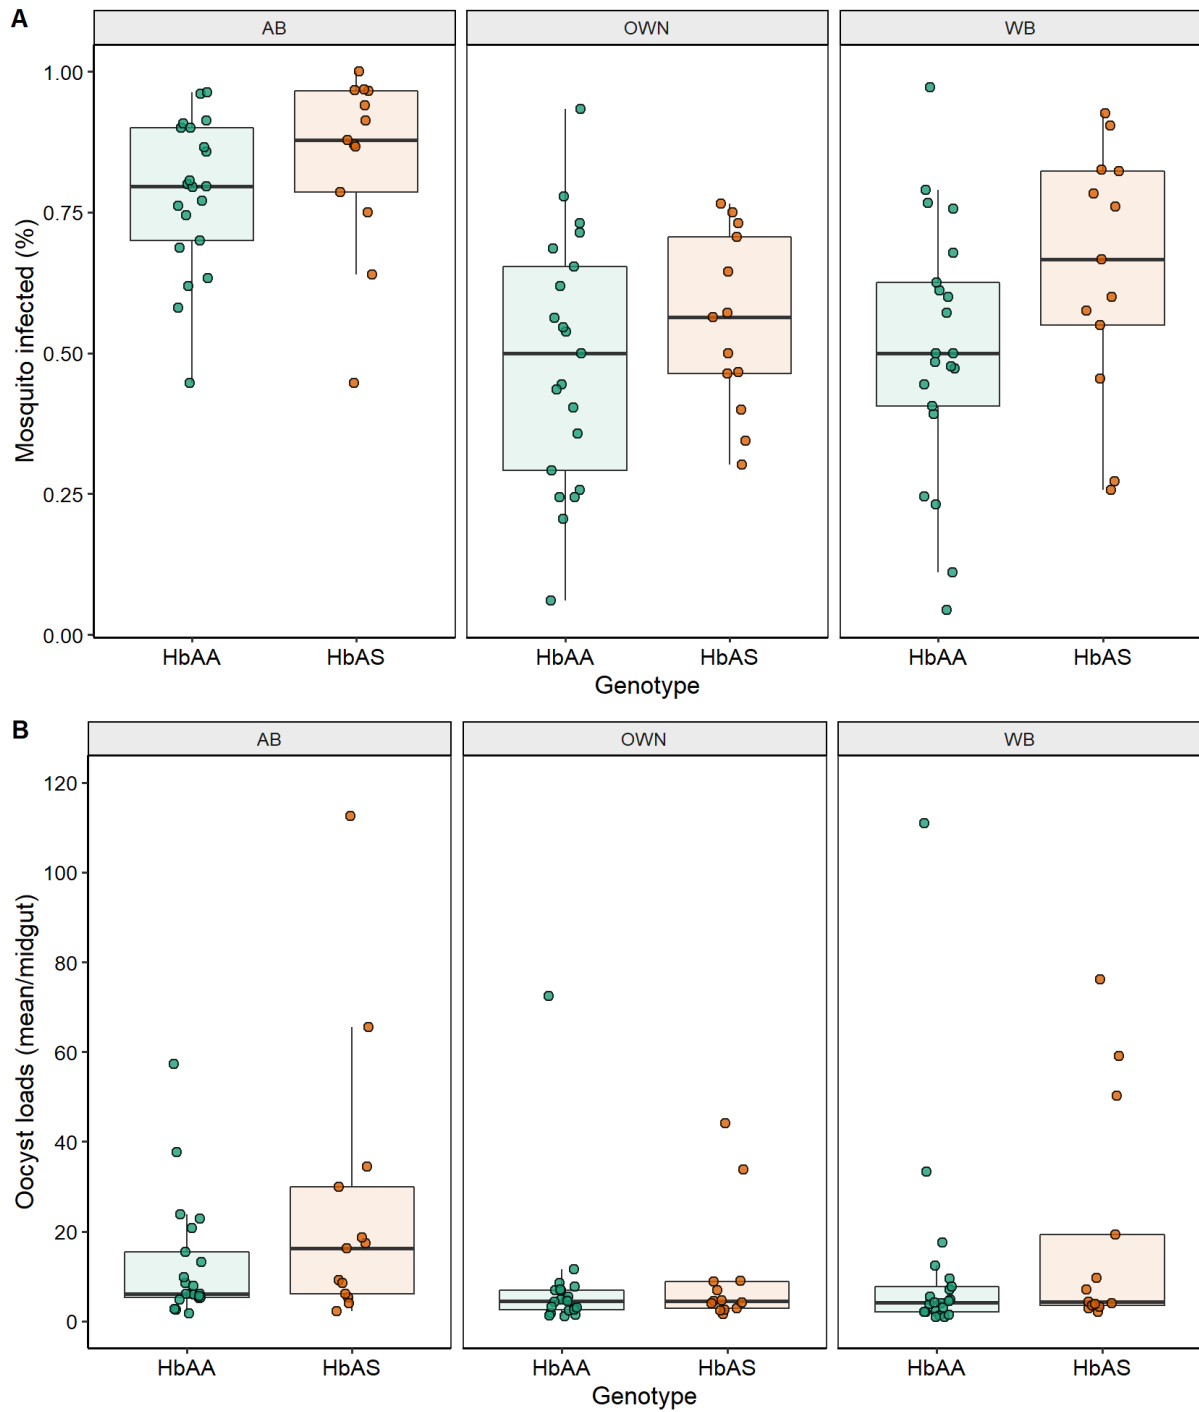 A
AB OWN WB
Mosquito infected (%)
1.00
0.75
0.50
0.25
0.00
HbAA HbAS HbAA HbAS HbAA HbAS
Genotype
B
AB OWN WB
Oocyst loads (mean/midgut)
120
100
80
60
40
20
0
HbAA HbAS HbAA HbAS HbAA HbAS
Genotype